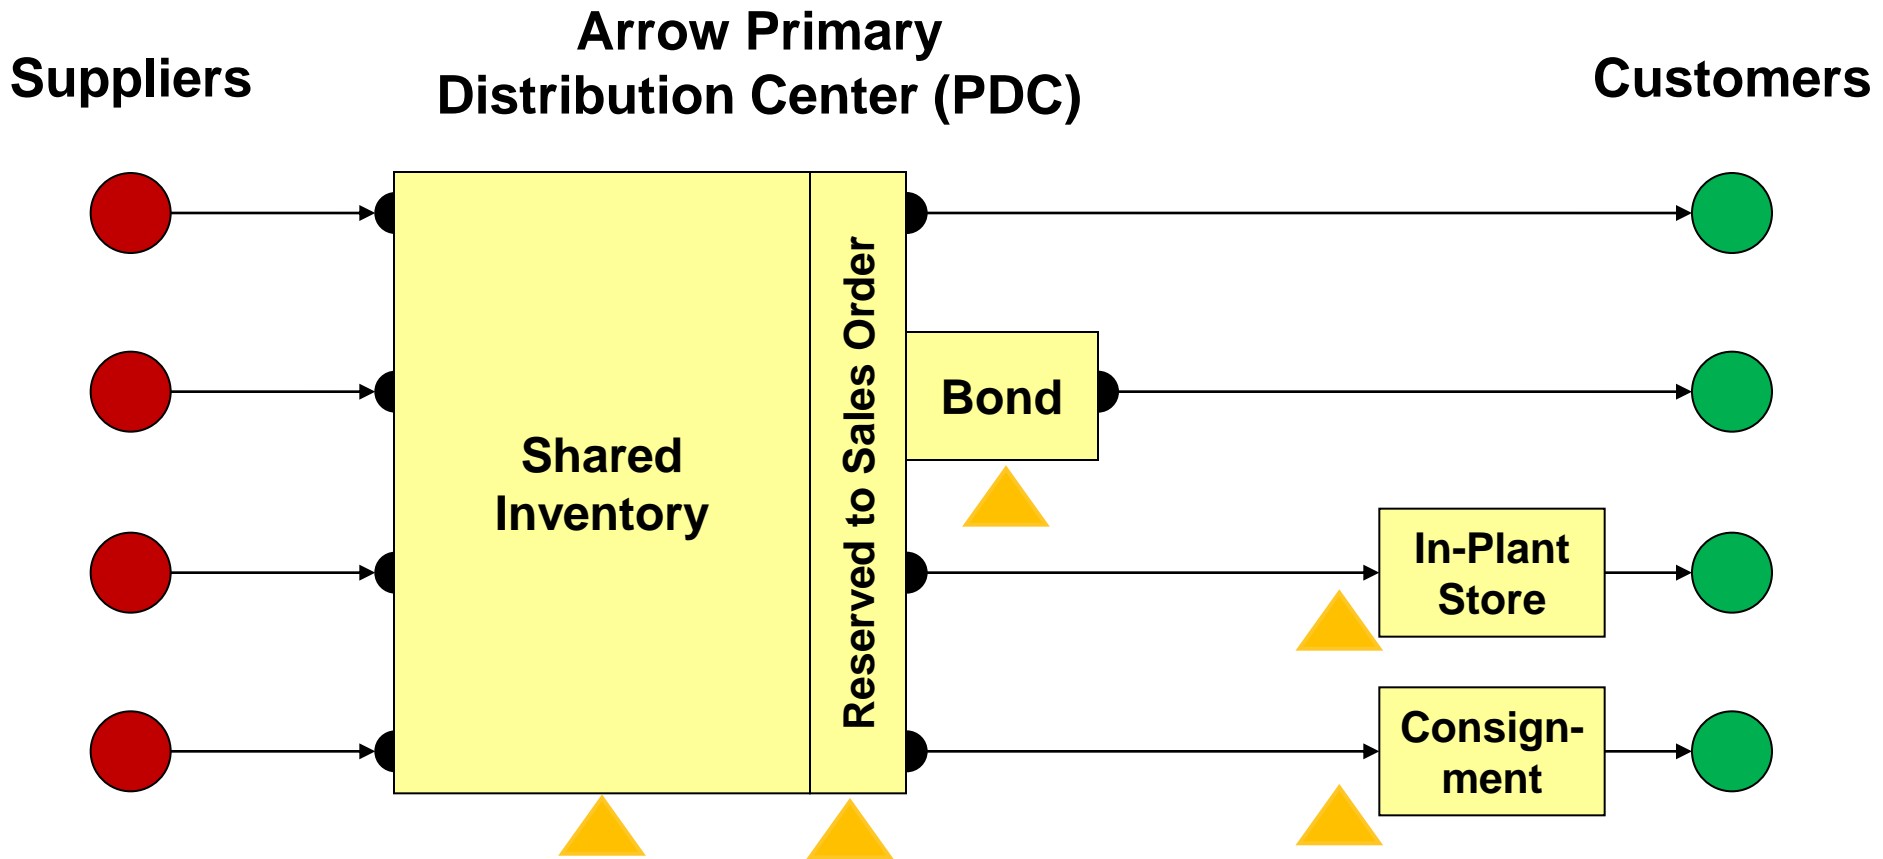 Arrow Primary
Distribution Center (PDC)
Suppliers
Customers
Shared
Inventory
Reserved to Sales Order
Bond
In-Plant
Store
Consign-
ment